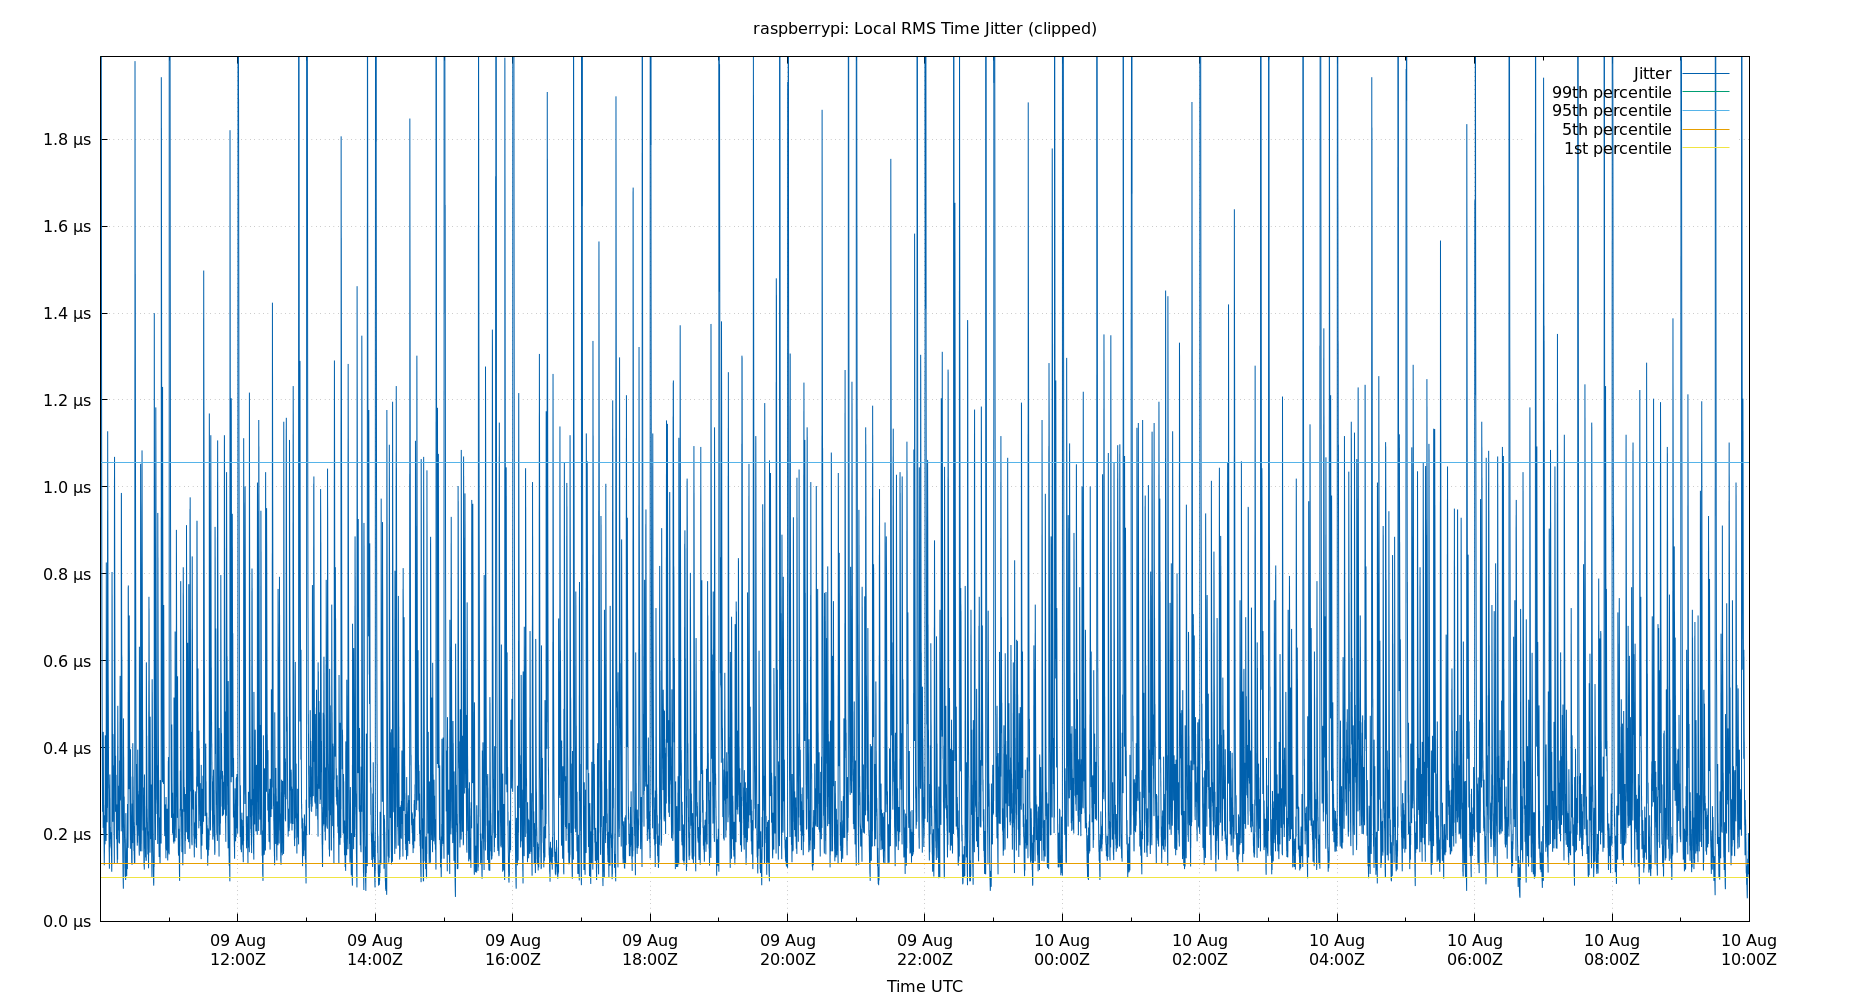 raspberrypi: Local RMS Time Jitter (clipped)
Jitter
99th percentile
95th percentile
5th percentile
1st percentile
1.8 µs
1.6 µs
1.4 µs
1.2 µs
1.0 µs
0.8 µs
0.6 µs
0.4 µs
0.2 µs
0.0 µs
09 Aug 09 Aug 09 Aug 09 Aug 09 Aug 09 Aug 10 Aug 10 Aug 10 Aug 10 Aug 10 Aug 10 Aug
12:00Z 14:00Z 16:00Z 18:00Z 20:00Z 22:00Z 00:00Z 02:00Z 04:00Z 06:00Z 08:00Z 10:00Z
Time UTC